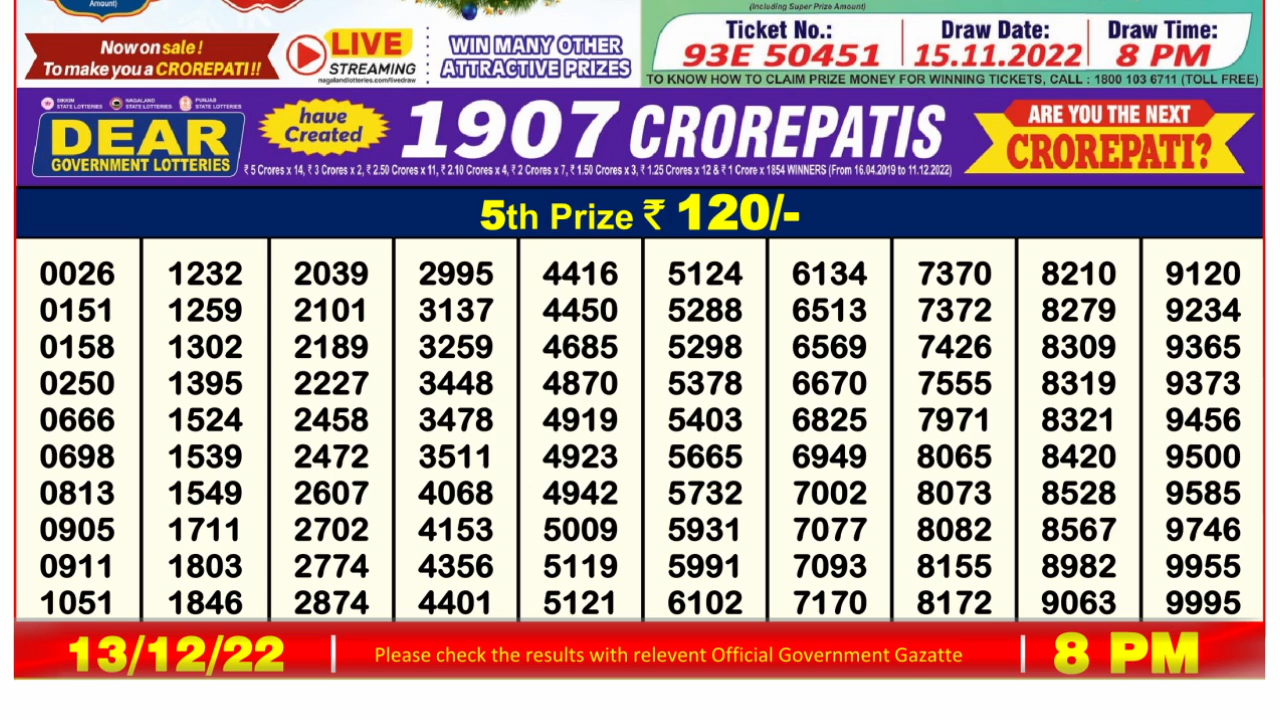 Amount)
(Including Super Prize Amount)
Now on sale!
To make you a CROREPATI!!
LIVE
STREAMING
nagalandlotteries.com/livedraw
WIN MANY OTHER
ATTRACTIVE PRIZES
Ticket No.: Draw Date: Draw Time:
93E 50451 15.11.2022 8 PM
TO KNOW HOW TO CLAIM PRIZE MONEY FOR WINNING TICKETS, CALL : 1800 103 6711 (TOLL FREE)
SIKKIM STATE LOTTERIES NAGALAND STATE LOTTERIES PUNJAB STATE LOTTERIES
DEAR
GOVERNMENT LOTTERIES
have
Created
1907 CROREPATIS
₹ 5 Crores x 14, ₹ 3 Crores x 2, ₹ 2.50 Crores x 11, ₹ 2.10 Crores x 4, ₹ 2 Crores x 7, ₹ 1.50 Crores x 3, ₹ 1.25 Crores x 12 & ₹ 1 Crore x 1854 WINNERS (From 16.04.2019 to 11.12.2022)
ARE YOU THE NEXT
CROREPATI?
5th Prize ₹ 120/-
0026 1232 2039 2995 4416 5124 6134 7370 8210 9120
0151 1259 2101 3137 4450 5288 6513 7372 8279 9234
0158 1302 2189 3259 4685 5298 6569 7426 8309 9365
0250 1395 2227 3448 4870 5378 6670 7555 8319 9373
0666 1524 2458 3478 4919 5403 6825 7971 8321 9456
0698 1539 2472 3511 4923 5665 6949 8065 8420 9500
0813 1549 2607 4068 4942 5732 7002 8073 8528 9585
0905 1711 2702 4153 5009 5931 7077 8082 8567 9746
0911 1803 2774 4356 5119 5991 7093 8155 8982 9955
1051 1846 2874 4401 5121 6102 7170 8172 9063 9995
13/12/22 Please check the results with relevent Official Government Gazatte 8 PM